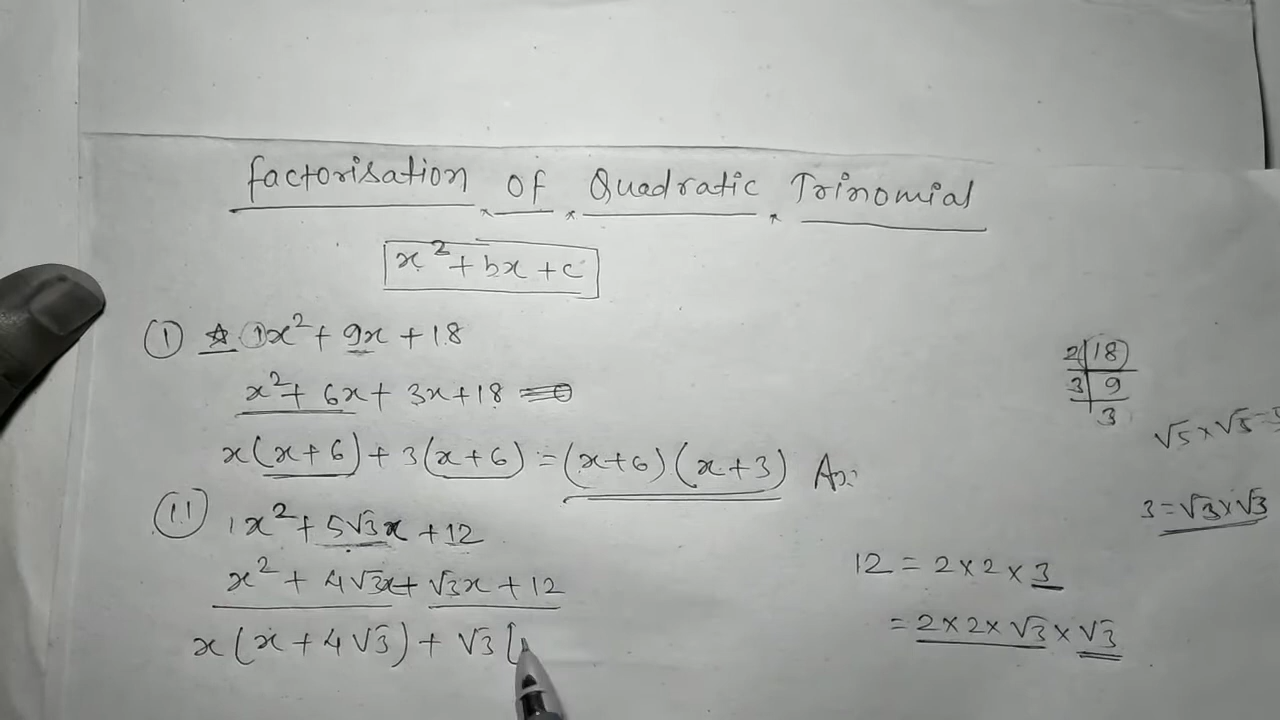 factorisation of Quadratic Trinomial
x² + bx + c
① ☆ ①x² + 9x + 18
x² + 6x + 3x + 18
x(x+6) + 3(x+6) = (x+6)(x+3) Ans
2 | 18
3 | 9
3
√5 × √5 =
3 = √3 × √3
(11) 1x² + 5√3x + 12
x² + 4√3x + √3x + 12
x(x + 4√3) + √3(
12 = 2 × 2 × 3
= 2 × 2 × √3 × √3